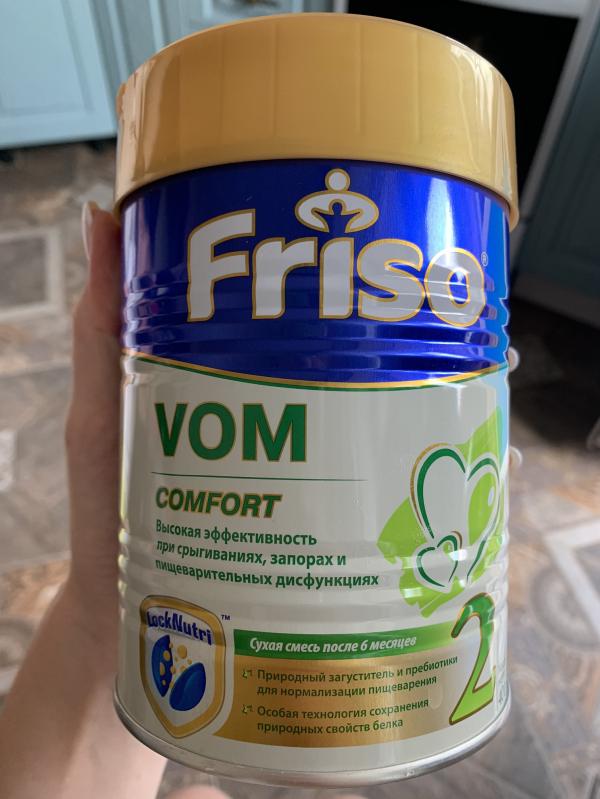 Friso®
VOM
COMFORT
Высокая эффективность
при срыгиваниях, запорах и
пищеварительных дисфункциях
LockNutri™
Сухая смесь после 6 месяцев
Природный загуститель и пребиотики
для нормализации пищеварения
Особая технология сохранения
природных свойств белка
2